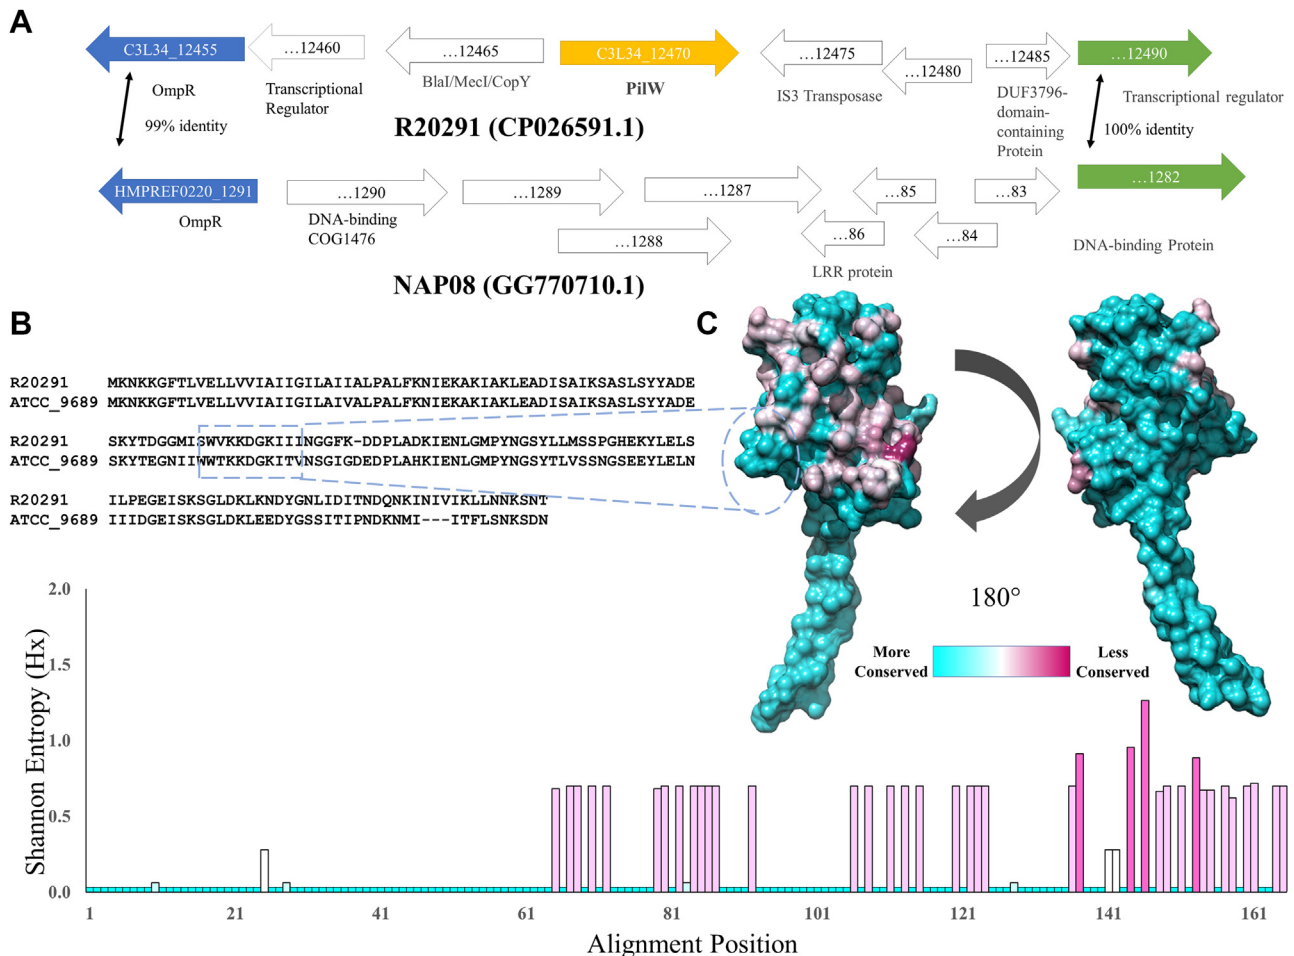 A
C3L34_12455
...12460
...12465
C3L34_12470
...12475
...12480
...12485
...12490
OmpR
Transcriptional
Regulator
BlaI/MecI/CopY
PilW
IS3 Transposase
DUF3796-
domain-
containing
Protein
Transcriptional regulator
99% identity
R20291 (CP026591.1)
100% identity
HMPREF0220_1291
...1290
...1289
...1287
...85
...83
...1282
OmpR
DNA-binding
COG1476
...1288
...86
...84
LRR protein
DNA-binding Protein
NAP08 (GG770710.1)
B
R20291 MKNKKGFTLVELLVVIAIIGILAIIALPALFKNIEKAKIAKLEADISAIKSASLSYYADE
ATCC_9689 MKNKKGFTLVELLVVIAIIGILAIVALPALFKNIEKAKIAKLEADISAIKSASLSYYADE
R20291 SKYTDGGMISWVKKDGKIIINGGFK-DDPLADKIENLGMPYNGSYLLMSSPGHEKYLELS
ATCC_9689 SKYTEGNIIWWTKKDGKITVNSGIGDEDPLAHKIENLGMPYNGSYTLVSSNGSEEYLELN
R20291 ILPEGEISKSGLDKLKNDYGNLIDITNDQNKINIVIKLLNNKSNT
ATCC_9689 IIIDGEISKSGLDKLEEDYGSSITIPNDKNMI---ITFLSNKSDN
C
180°
More
Conserved
Less
Conserved
Shannon Entropy (Hx)
2.0
1.5
1.0
0.5
0.0
1 21 41 61 81 101 121 141 161
Alignment Position